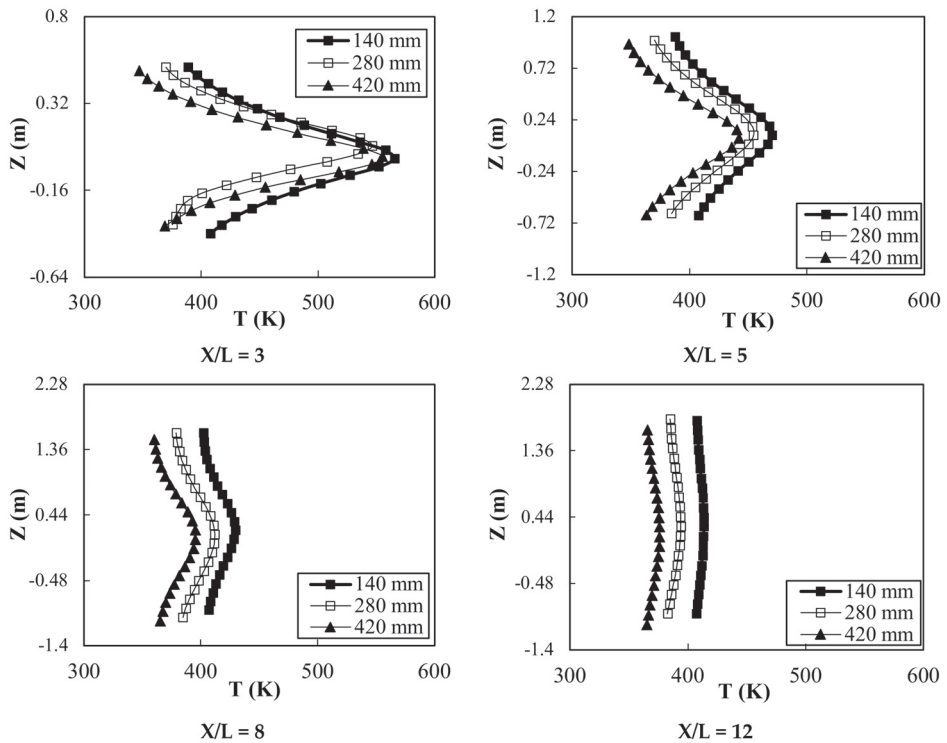 0.8
0.32
-0.16
-0.64
Z (m)
140 mm
280 mm
420 mm
300 400 500 600
T (K)
X/L = 3
1.2
0.72
0.24
-0.24
-0.72
-1.2
Z (m)
140 mm
280 mm
420 mm
300 400 500 600
T (K)
X/L = 5
2.28
1.36
0.44
-0.48
-1.4
Z (m)
140 mm
280 mm
420 mm
300 400 500 600
T (K)
X/L = 8
2.28
1.36
0.44
-0.48
-1.4
Z (m)
140 mm
280 mm
420 mm
300 400 500 600
T (K)
X/L = 12